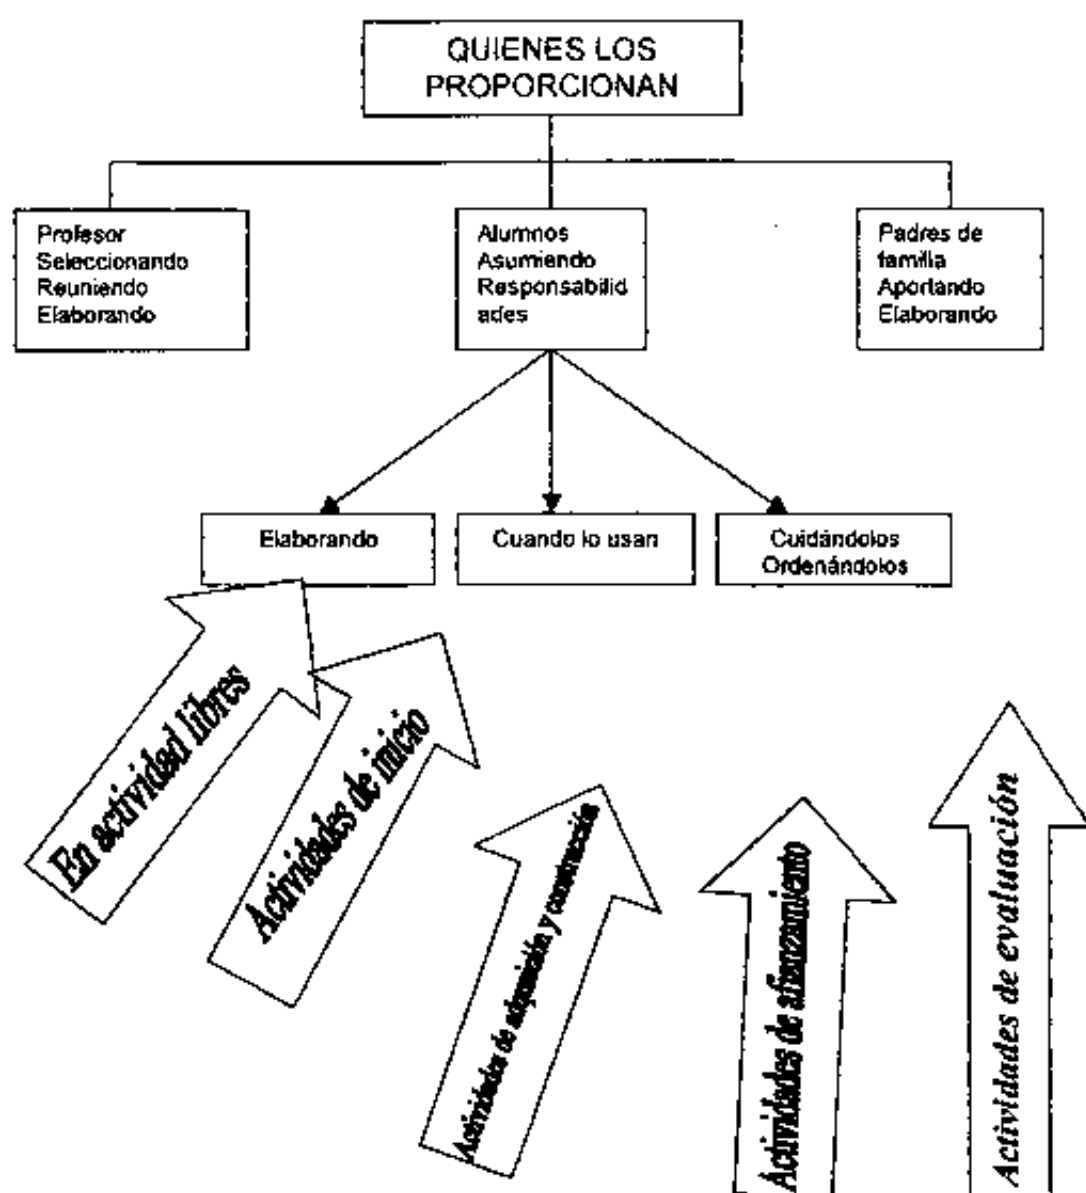 QUIENES LOS
PROPORCIONAN
Profesor
Seleccionando
Reuniendo
Elaborando
Alumnos
Asumiendo
Responsabilid
ades
Padres de
familia
Aportando
Elaborando
Elaborando
Cuando lo usan
Cuidándolos
Ordenándolos
En actividad libres
Actividades de inicio
Actividades de adquisición y construcción
Actividades de afianzamiento
Actividades de evaluación